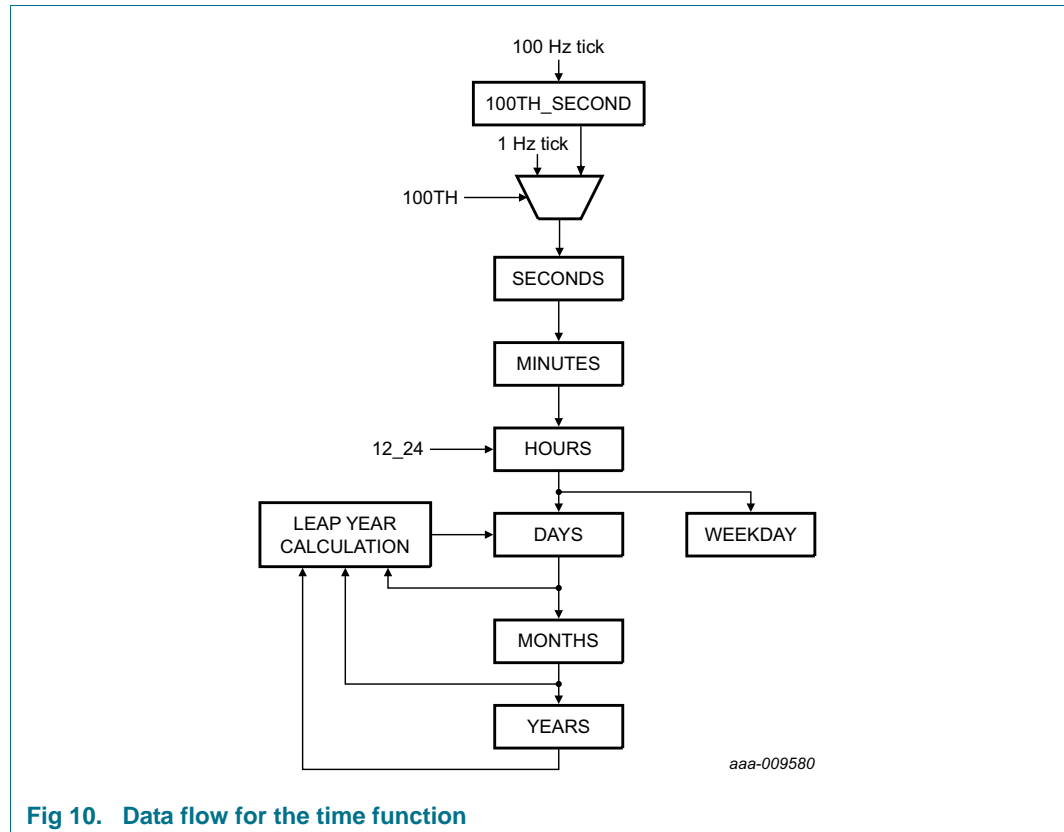 100 Hz tick
100TH_SECOND
1 Hz tick
100TH
SECONDS
MINUTES
12_24
HOURS
LEAP YEAR
CALCULATION
DAYS
WEEKDAY
MONTHS
YEARS
aaa-009580
Fig 10. Data flow for the time function